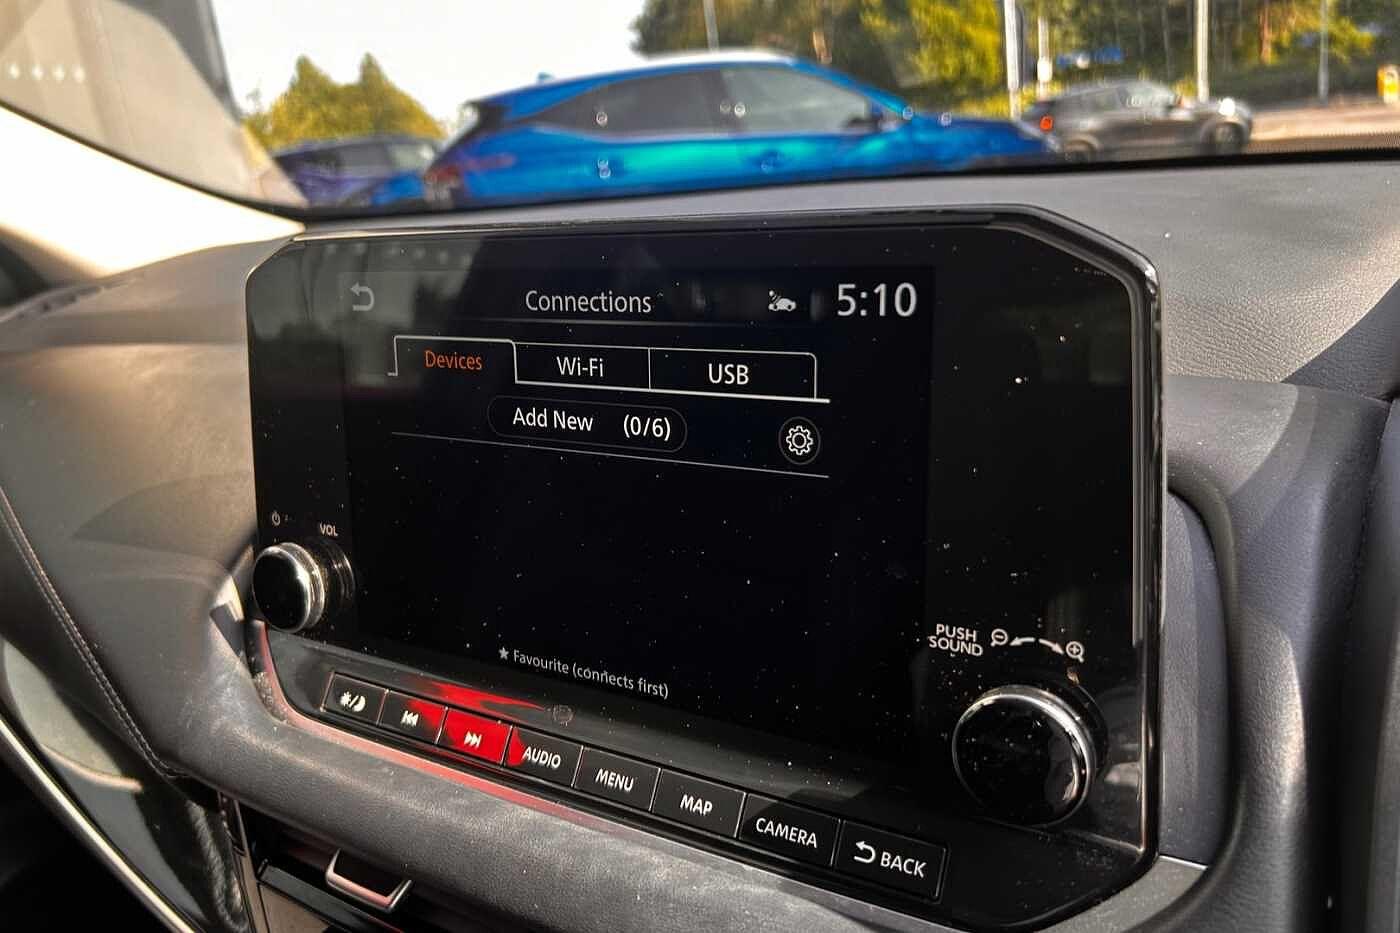 Connections
5:10
Devices
Wi-Fi
USB
Add New (0/6)
★ Favourite (connects first)
VOL
PUSH
SOUND
AUDIO
MENU
MAP
CAMERA
BACK